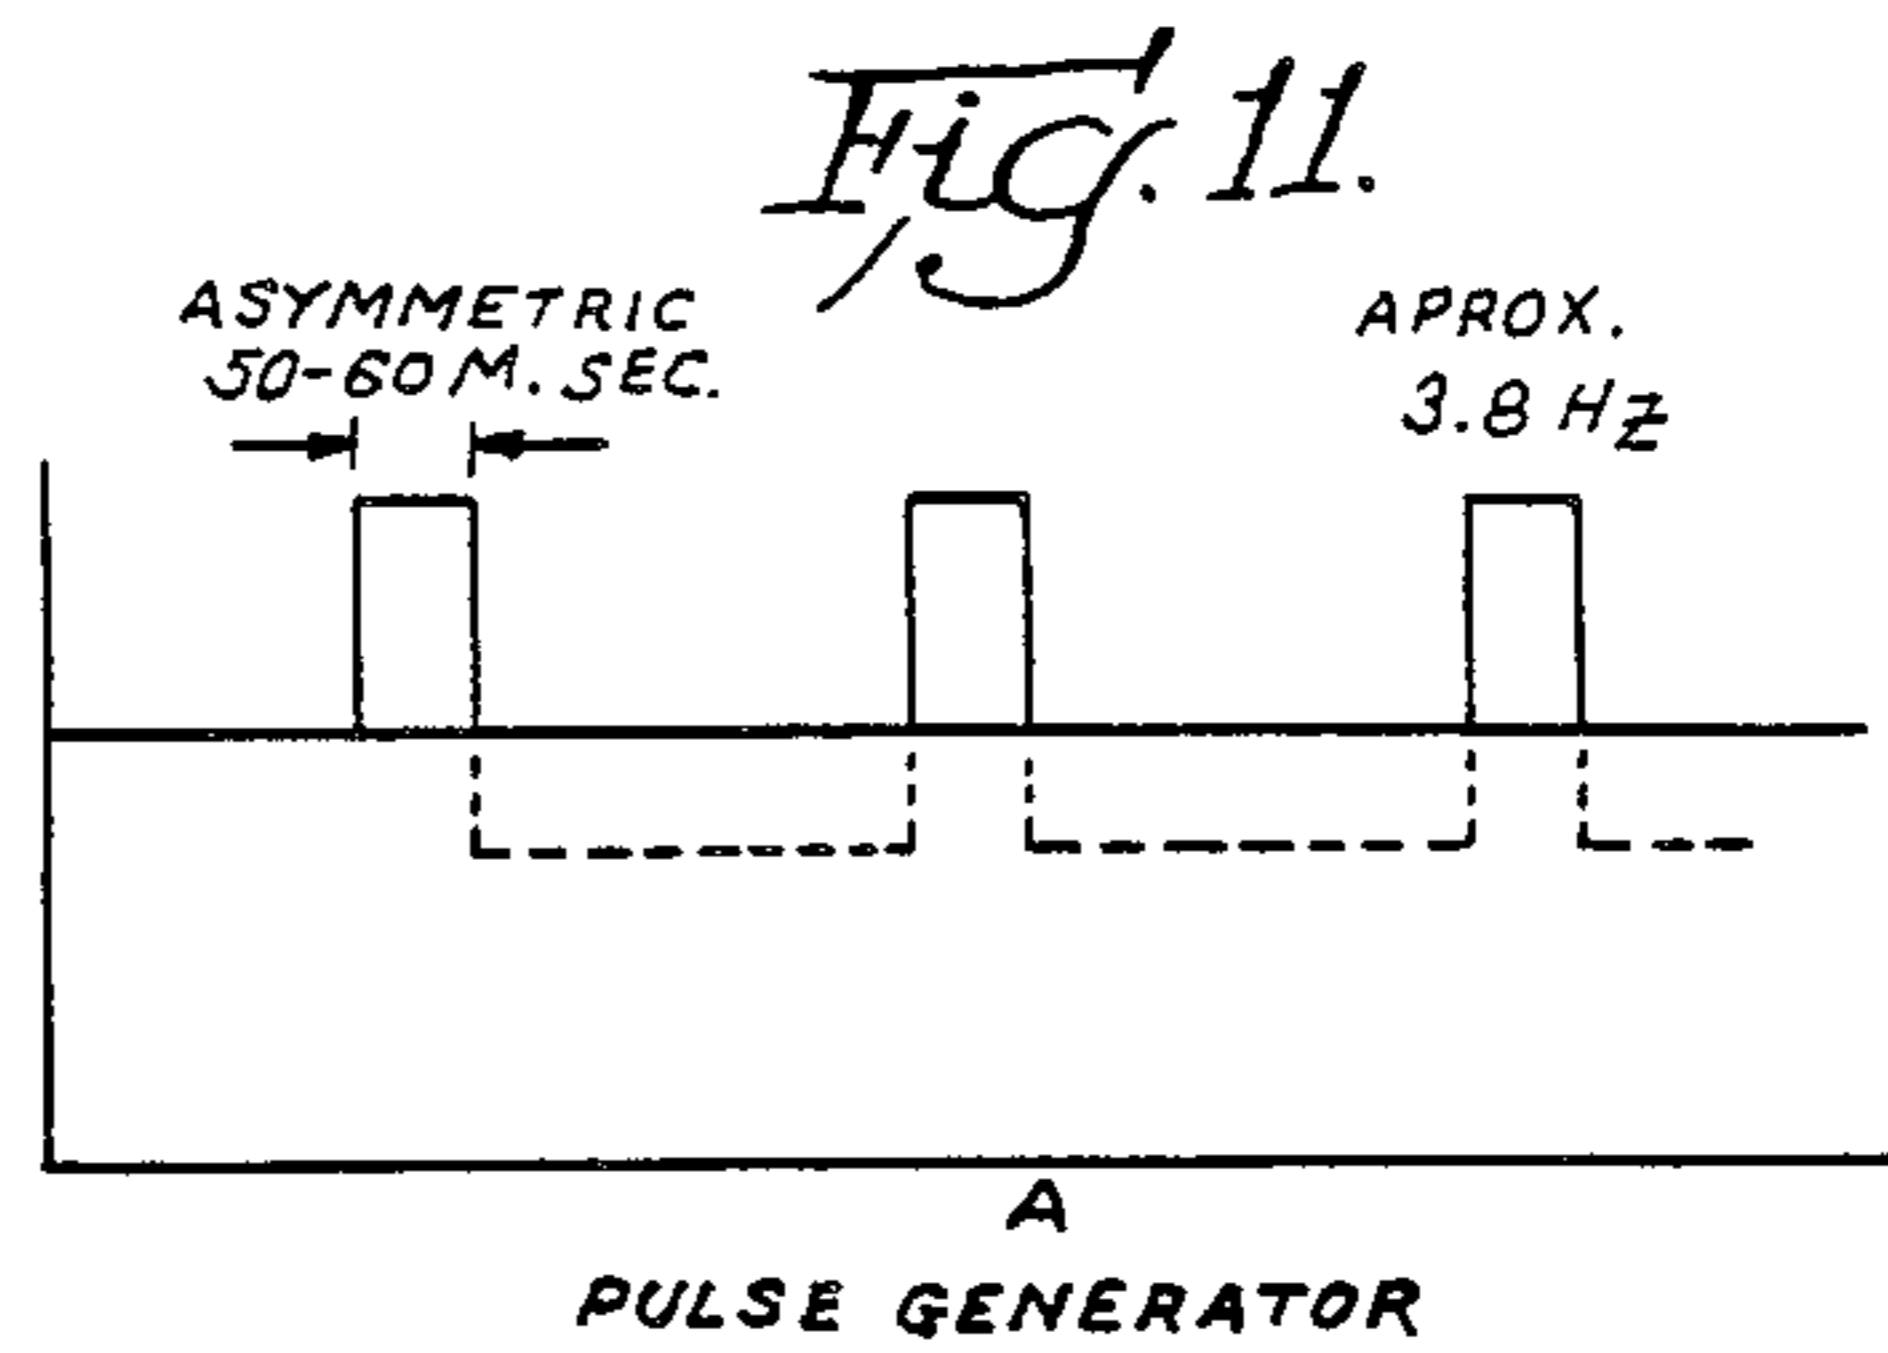 Fig. 11.
ASYMMETRIC
50-60 M. SEC.
APROX.
3.8 HZ
A
PULSE GENERATOR